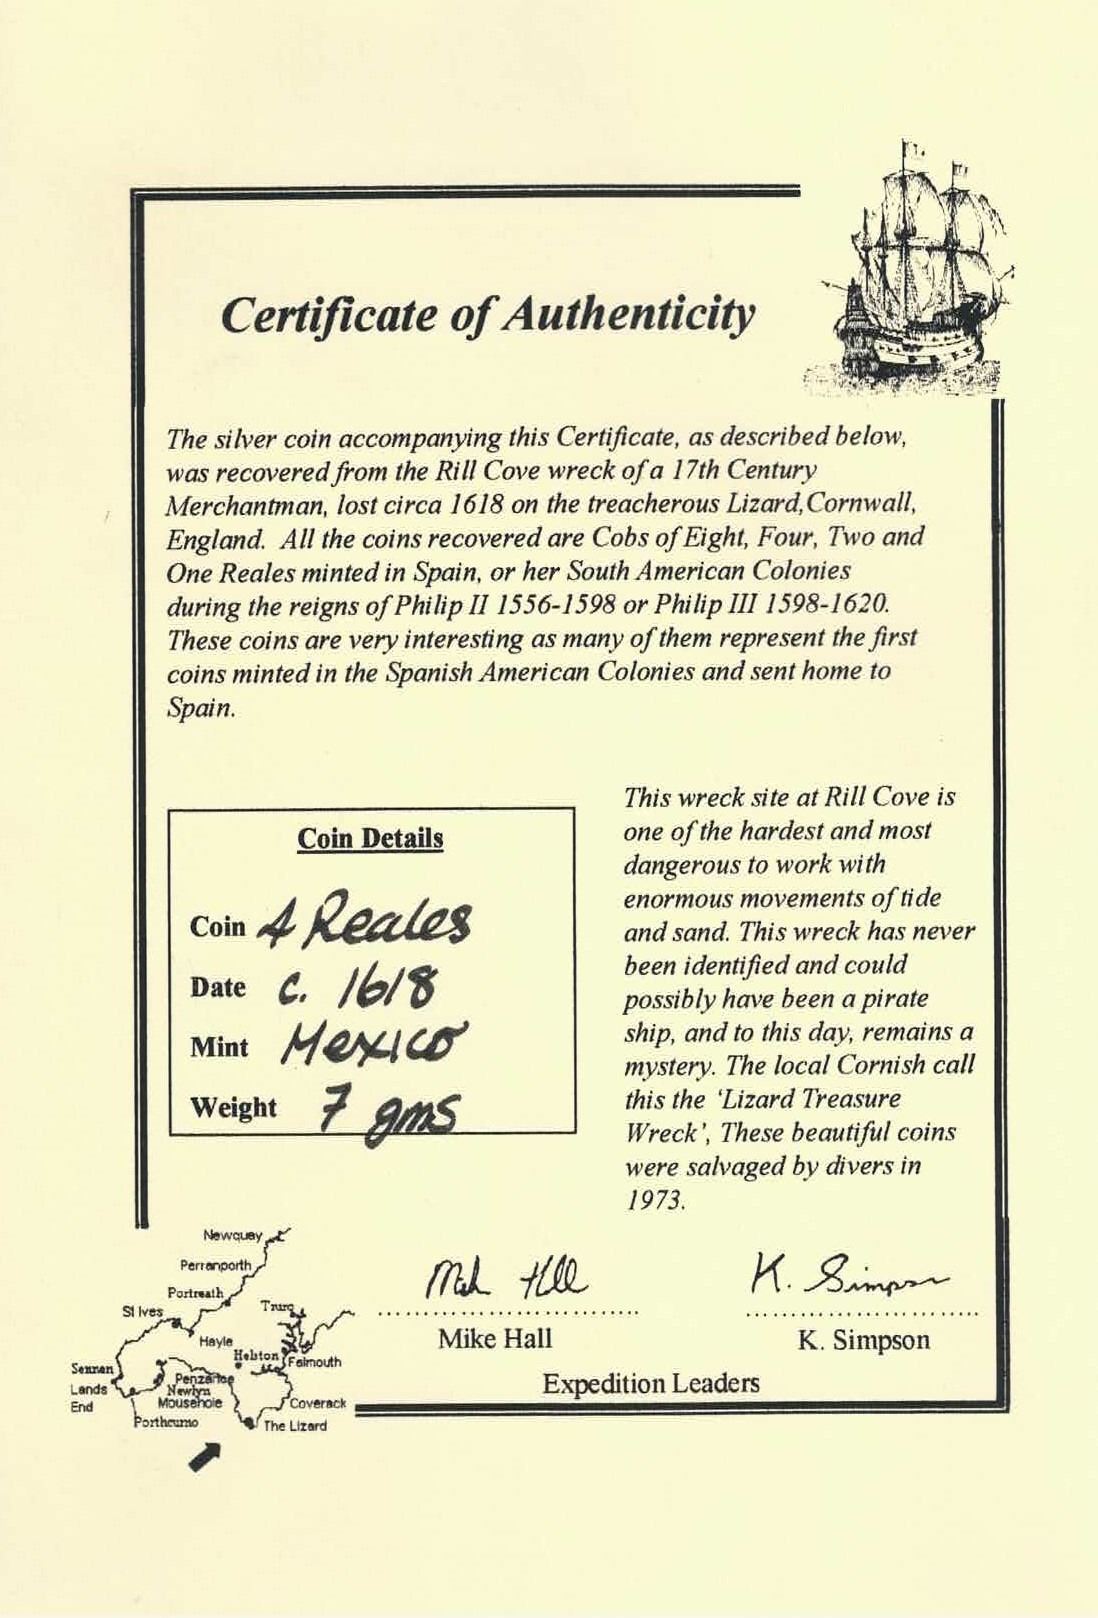 Certificate of Authenticity
The silver coin accompanying this Certificate, as described below,
was recovered from the Rill Cove wreck of a 17th Century
Merchantman, lost circa 1618 on the treacherous Lizard, Cornwall,
England. All the coins recovered are Cobs of Eight, Four, Two and
One Reales minted in Spain, or her South American Colonies
during the reigns of Philip II 1556-1598 or Philip III 1598-1620.
These coins are very interesting as many of them represent the first
coins minted in the Spanish American Colonies and sent home to
Spain.
Coin Details
Coin 4 Reales
Date c. 1618
Mint Mexico
Weight 7 gms
This wreck site at Rill Cove is
one of the hardest and most
dangerous to work with
enormous movements of tide
and sand. This wreck has never
been identified and could
possibly have been a pirate
ship, and to this day, remains a
mystery. The local Cornish call
this the 'Lizard Treasure
Wreck', These beautiful coins
were salvaged by divers in
1973.
Newquay
Perranporth
Portreath
St Ives
Truro
Hayle
Helston
Falmouth
Sennen
Lands
End
Penzance
Newlyn
Mousehole
Porthcurno
Coverack
The Lizard
Mike Hall
K. Simpson
Mike Hall
K. Simpson
Expedition Leaders